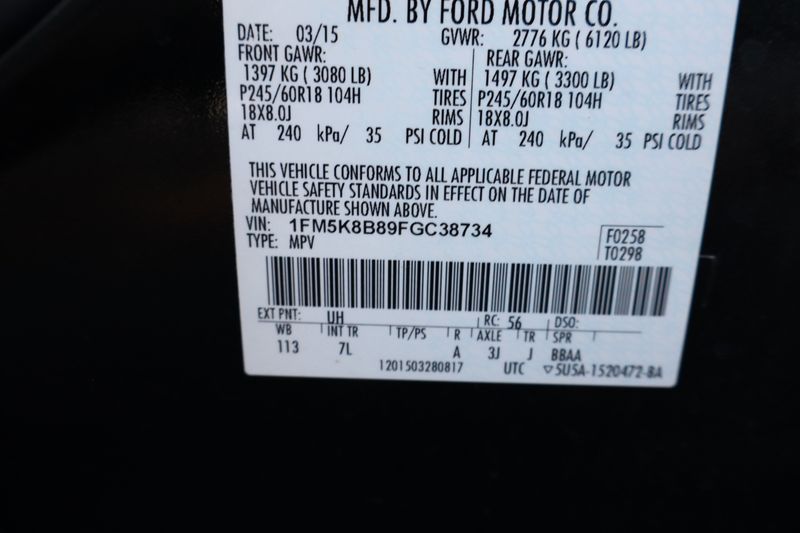 MFD. BY FORD MOTOR CO.
DATE: 03/15 GVWR: 2776 KG ( 6120 LB)
FRONT GAWR: REAR GAWR:
1397 KG ( 3080 LB) WITH 1497 KG ( 3300 LB) WITH
P245/60R18 104H TIRES P245/60R18 104H TIRES
18X8.0J RIMS 18X8.0J RIMS
AT 240 kPa/ 35 PSI COLD AT 240 kPa/ 35 PSI COLD
THIS VEHICLE CONFORMS TO ALL APPLICABLE FEDERAL MOTOR
VEHICLE SAFETY STANDARDS IN EFFECT ON THE DATE OF
MANUFACTURE SHOWN ABOVE.
VIN: 1FM5K8B89FGC38734 F0258
TYPE: MPV T0298
EXT PNT: UH RC: 56 DSO:
WB INT TR TP/PS R AXLE TR SPR
113 7L A 3J J BBAA
1201503280817 UTC ▽5USA-1520472-BA